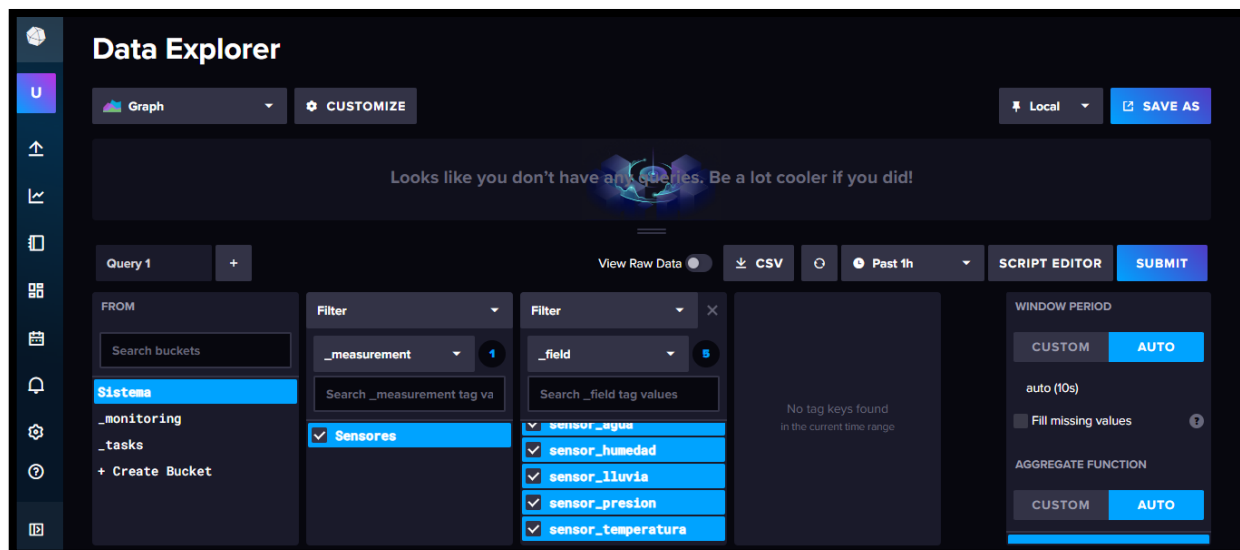 Data Explorer
U
Graph
CUSTOMIZE
Local
SAVE AS
Looks like you don't have any queries. Be a lot cooler if you did!
Query 1
+
View Raw Data
CSV
Past 1h
SCRIPT EDITOR
SUBMIT
FROM
Search buckets
Sistema
_monitoring
_tasks
+ Create Bucket
Filter
_measurement
1
Search _measurement tag va
Sensores
Filter
_field
5
Search _field tag values
sensor_agua
sensor_humedad
sensor_lluvia
sensor_presion
sensor_temperatura
No tag keys found
in the current time range
WINDOW PERIOD
CUSTOM
AUTO
auto (10s)
Fill missing values
?
AGGREGATE FUNCTION
CUSTOM
AUTO